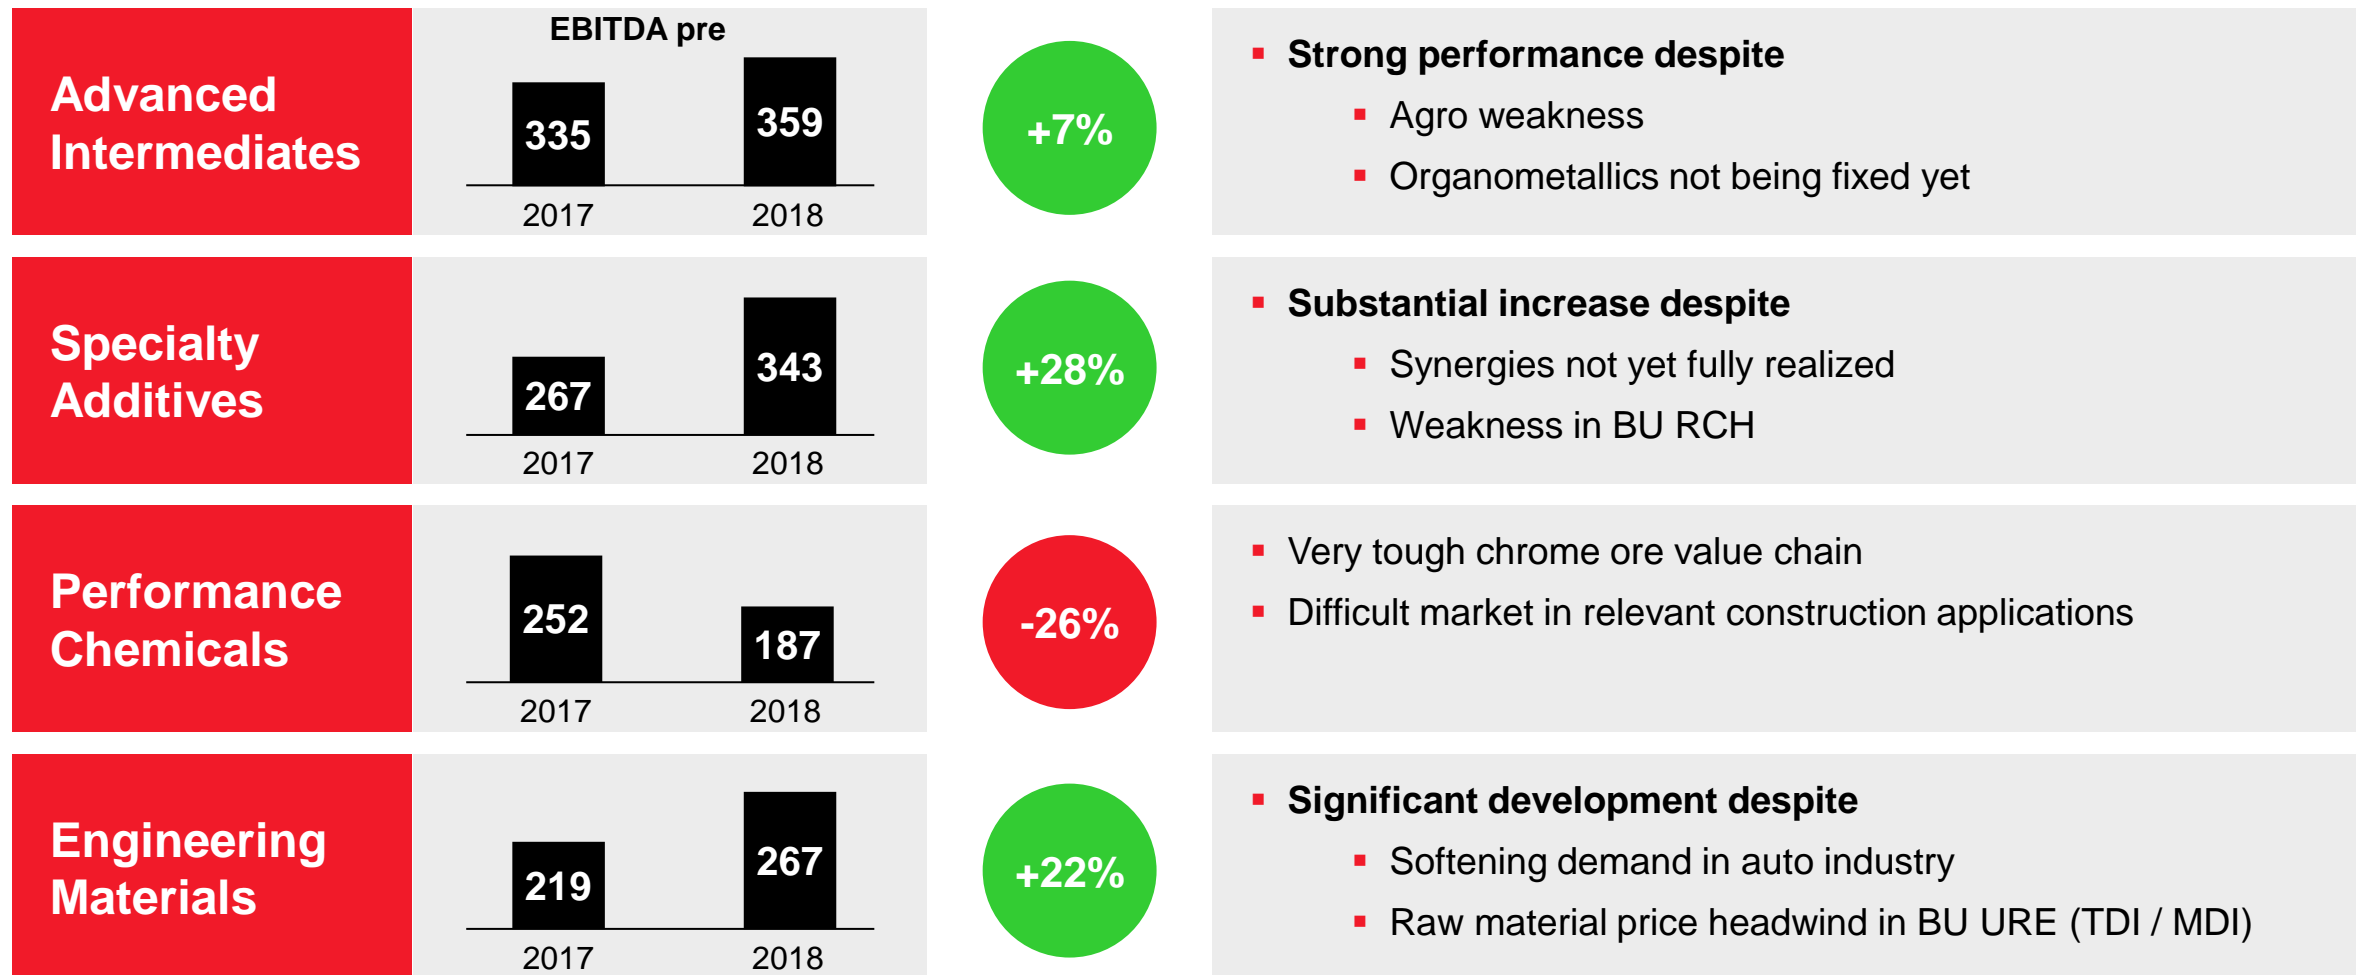 Advanced
Intermediates
EBITDA pre
335
359
2017
2018
+7%
▪ Strong performance despite
▪ Agro weakness
▪ Organometallics not being fixed yet
Specialty
Additives
267
343
2017
2018
+28%
▪ Substantial increase despite
▪ Synergies not yet fully realized
▪ Weakness in BU RCH
Performance
Chemicals
252
187
2017
2018
-26%
▪ Very tough chrome ore value chain
▪ Difficult market in relevant construction applications
Engineering
Materials
219
267
2017
2018
+22%
▪ Significant development despite
▪ Softening demand in auto industry
▪ Raw material price headwind in BU URE (TDI / MDI)